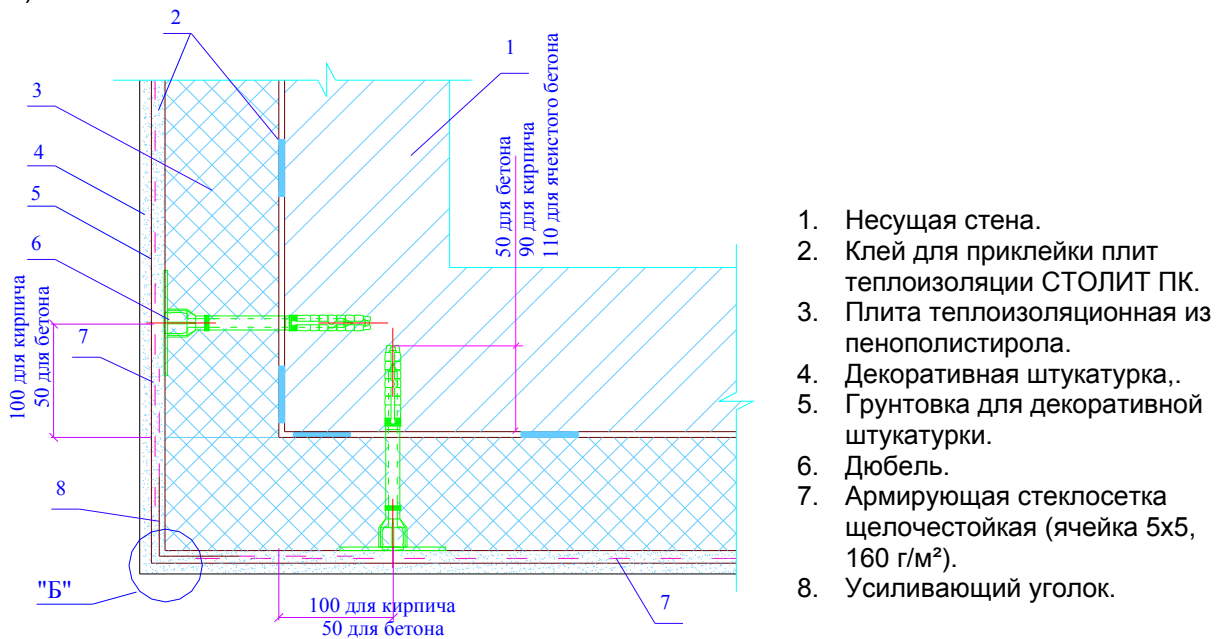 2
1
3
4
5
6
7
8
50 для бетона
90 для кирпича
110 для ячеистого бетона
100 для кирпича
50 для бетона
"Б"
100 для кирпича
50 для бетона
7
1. Несущая стена.
2. Клей для приклейки плит
теплоизоляции СТОЛИТ ПК.
3. Плита теплоизоляционная из
пенополистирола.
4. Декоративная штукатурка,.
5. Грунтовка для декоративной
штукатурки.
6. Дюбель.
7. Армирующая стеклосетка
щелочестойкая (ячейка 5х5,
160 г/м²).
8. Усиливающий уголок.